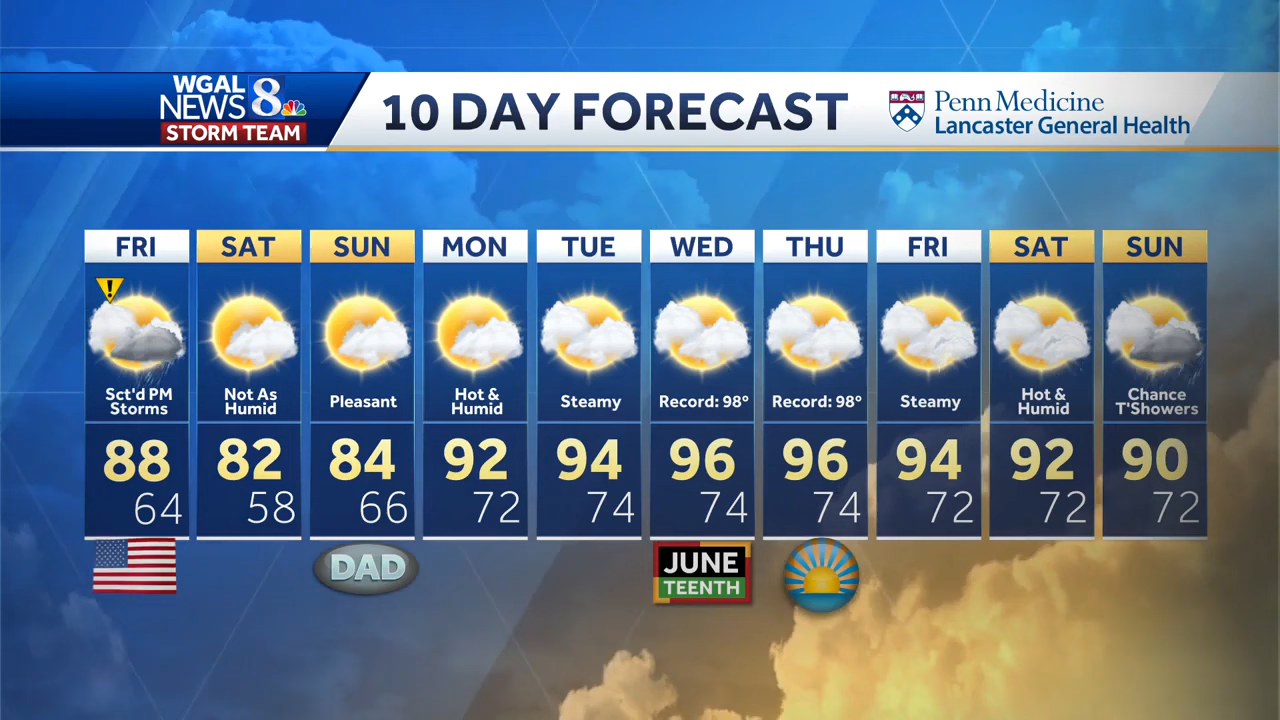 WGAL
NEWS 8
STORM TEAM
10 DAY FORECAST
Penn Medicine
Lancaster General Health
FRI SAT SUN MON TUE WED THU FRI SAT SUN
!
Sct'd PM
Storms
Not As
Humid
Pleasant
Hot &
Humid
Steamy
Record: 98°
Record: 98°
Steamy
Hot &
Humid
Chance
T'Showers
88 82 84 92 94 96 96 94 92 90
64 58 66 72 74 74 74 72 72 72
DAD
JUNE
TEENTH